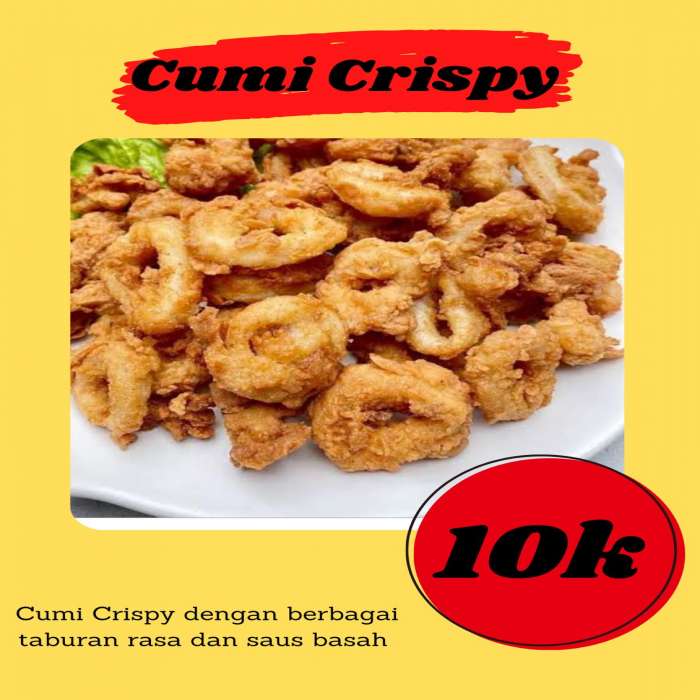 Cumi Crispy
10k
Cumi Crispy dengan berbagai
taburan rasa dan saus basah